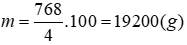 m = 768/4 .100 = 19200(g)